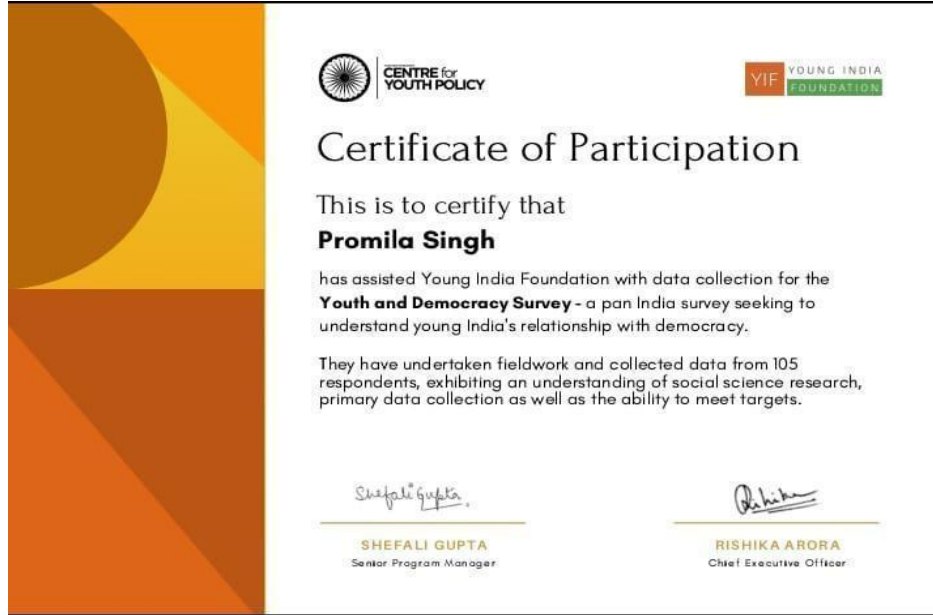 CENTRE for
YOUTH POLICY
YIF
YOUNG INDIA
FOUNDATION
Certificate of Participation
This is to certify that
Promila Singh
has assisted Young India Foundation with data collection for the
Youth and Democracy Survey - a pan India survey seeking to
understand young India's relationship with democracy.
They have undertaken fieldwork and collected data from 105
respondents, exhibiting an understanding of social science research,
primary data collection as well as the ability to meet targets.
Shefali Gupta
Rishika
SHEFALI GUPTA
RISHIKA ARORA
Senior Program Manager
Chief Executive Officer